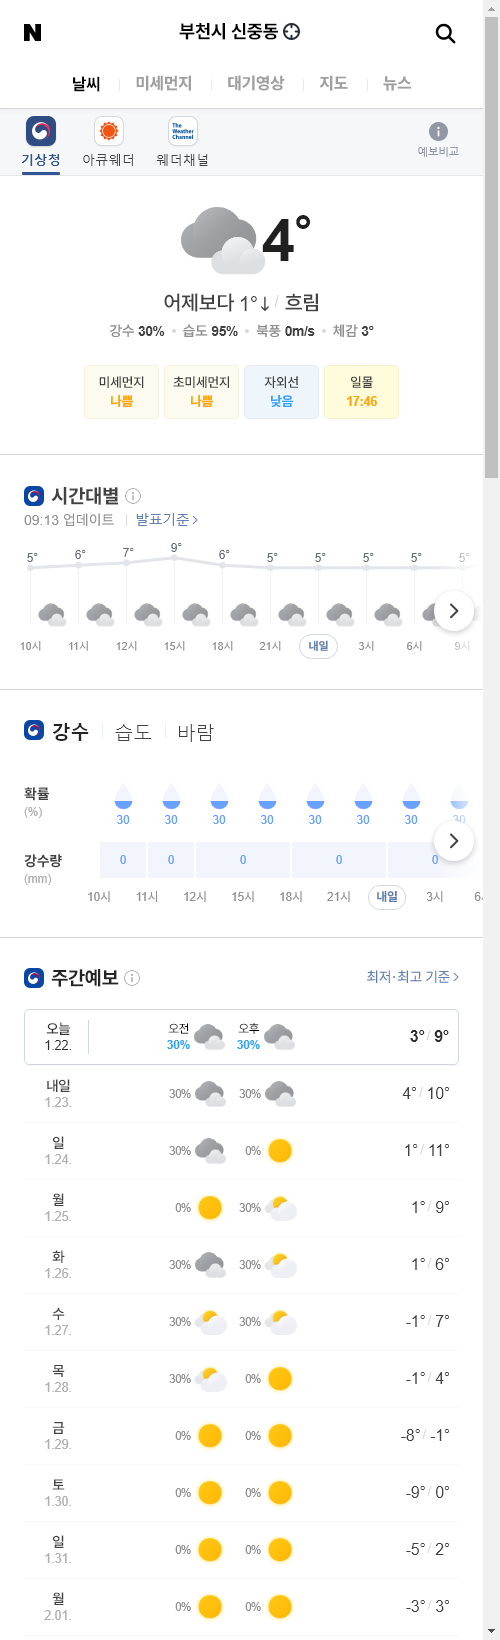 N
부천시 신중동
날씨 미세먼지 대기영상 지도 뉴스
The Weather Channel
기상청 아큐웨더 웨더채널 예보비교
4°
어제보다 1°↓ / 흐림
강수 30% • 습도 95% • 북풍 0m/s • 체감 3°
미세먼지 초미세먼지 자외선 일몰
나쁨 나쁨 낮음 17:46
시간대별
09:13 업데이트 발표기준 >
5° 6° 7° 9° 6° 5° 5° 5° 5° 5°
10시 11시 12시 15시 18시 21시 내일 3시 6시 9시
강수 습도 바람
확률
(%)
30 30 30 30 30 30 30 30
강수량
(mm)
0 0 0 0 0
10시 11시 12시 15시 18시 21시 내일 3시
주간예보 최저·최고 기준 >
오늘 오전 오후
1.22. 30% 30% 3° / 9°
내일
1.23. 30% 30% 4° / 10°
일
1.24. 30% 0% 1° / 11°
월
1.25. 0% 30% 1° / 9°
화
1.26. 30% 30% 1° / 6°
수
1.27. 30% 30% -1° / 7°
목
1.28. 30% 0% -1° / 4°
금
1.29. 0% 0% -8° / -1°
토
1.30. 0% 0% -9° / 0°
일
1.31. 0% 0% -5° / 2°
월
2.01. 0% 0% -3° / 3°